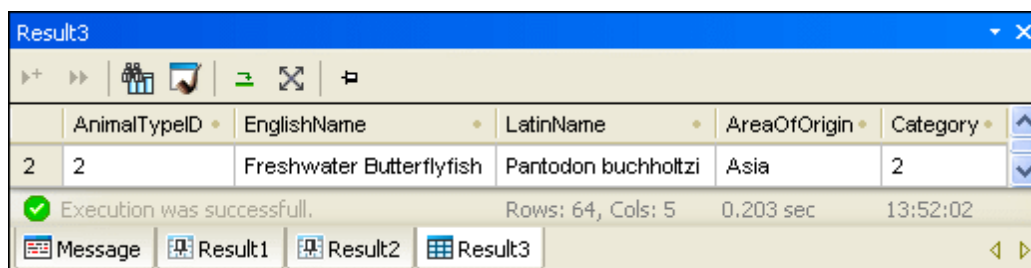 Result3
AnimalTypeID EnglishName LatinName AreaOfOrigin Category
2 2 Freshwater Butterflyfish Pantodon buchholtzi Asia 2
Execution was successful. Rows: 64, Cols: 5 0.203 sec 13:52:02
Message Result1 Result2 Result3